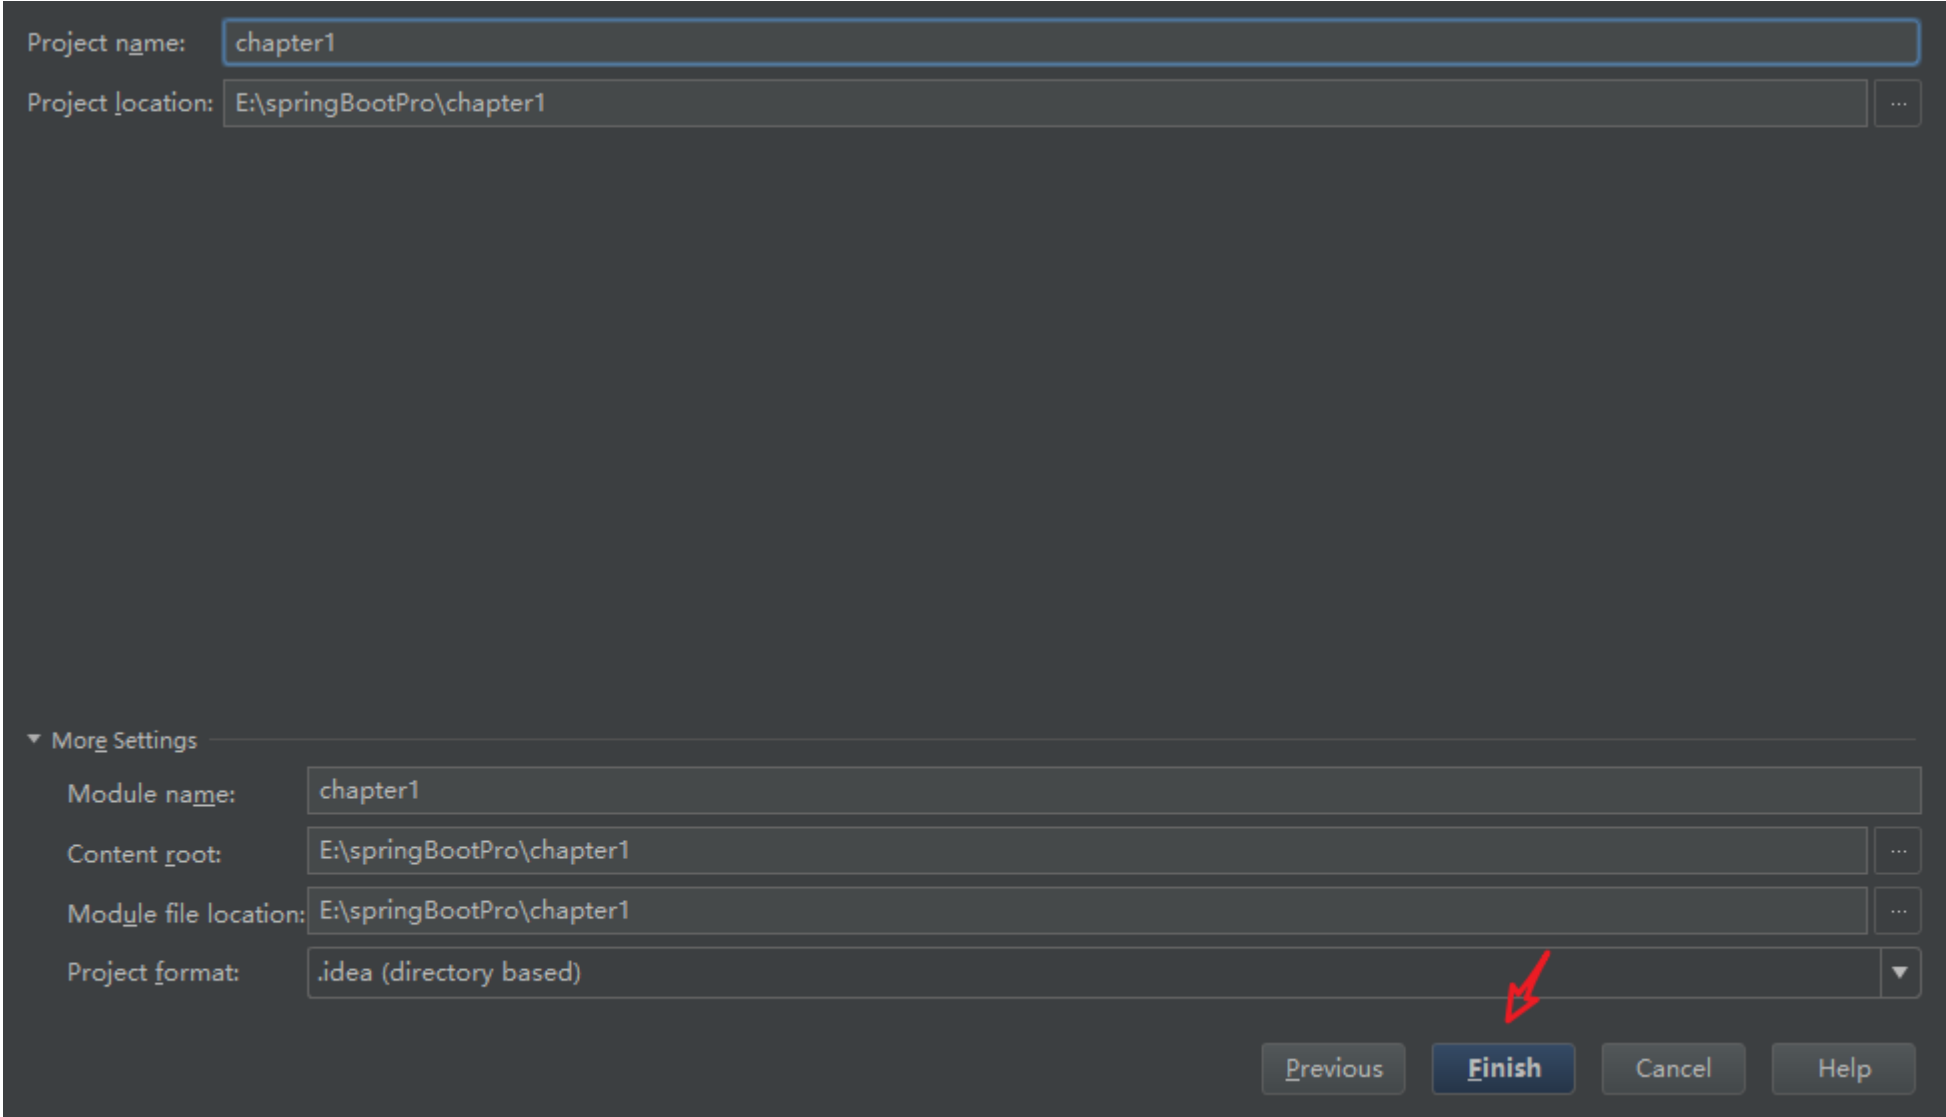 Project name: chapter1
Project location: E:\springBootPro\chapter1 ...
More Settings
Module name: chapter1
Content root: E:\springBootPro\chapter1 ...
Module file location: E:\springBootPro\chapter1 ...
Project format: .idea (directory based)
Previous Finish Cancel Help